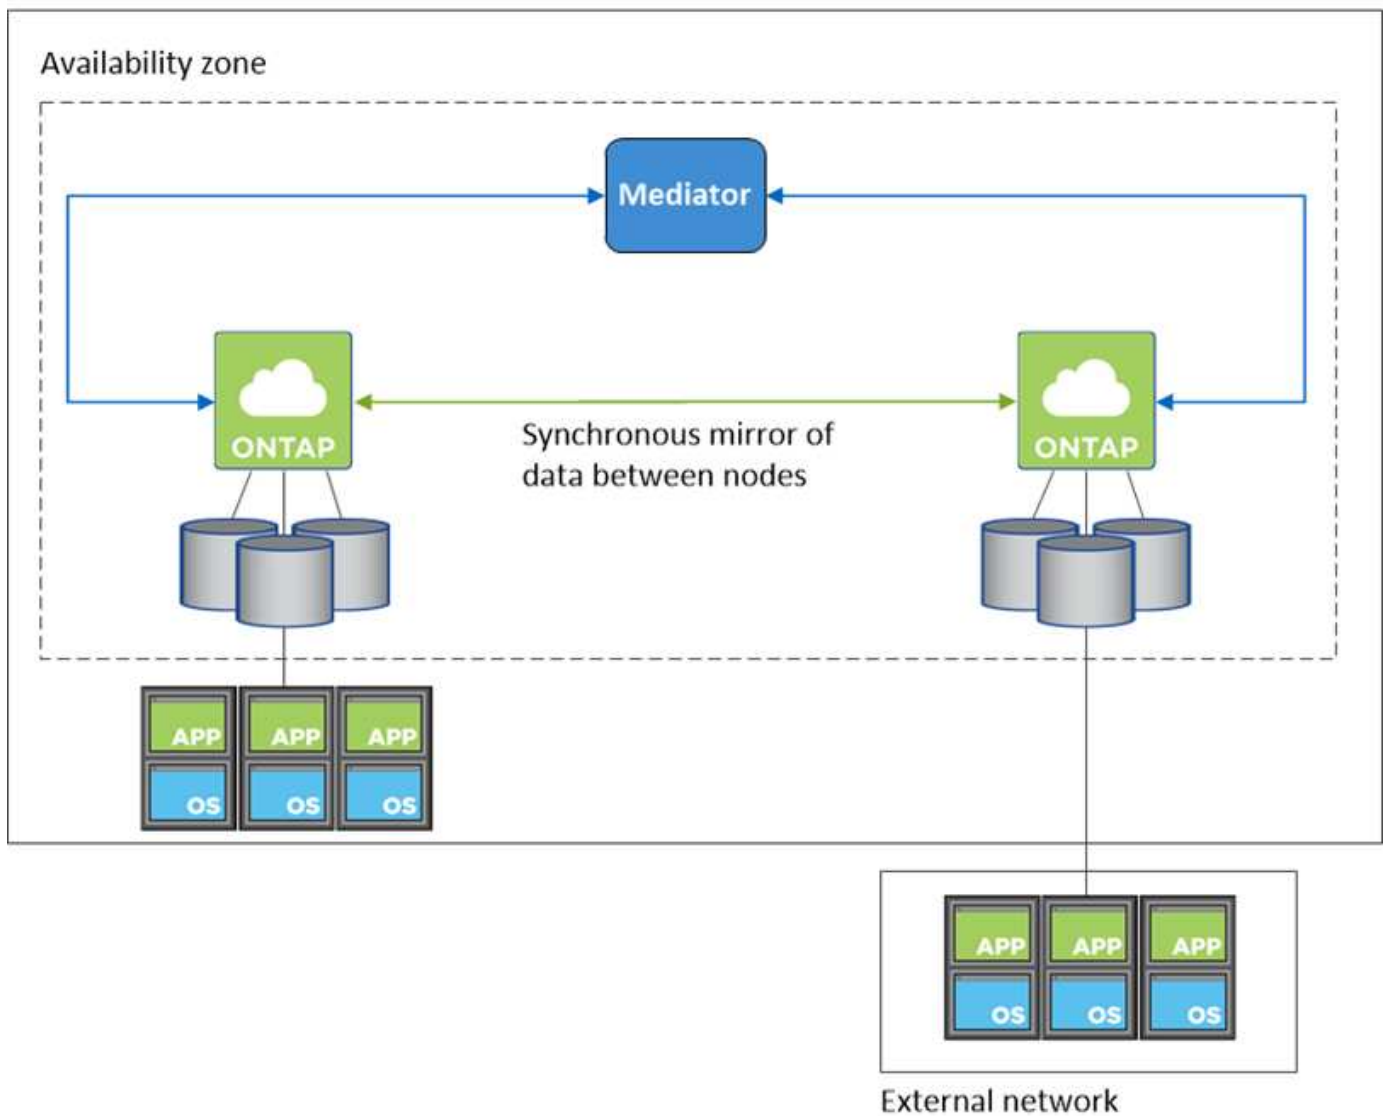 Availability zone
Mediator
ONTAP
ONTAP
Synchronous mirror of
data between nodes
APP
APP
APP
OS
OS
OS
APP
APP
APP
OS
OS
OS
External network